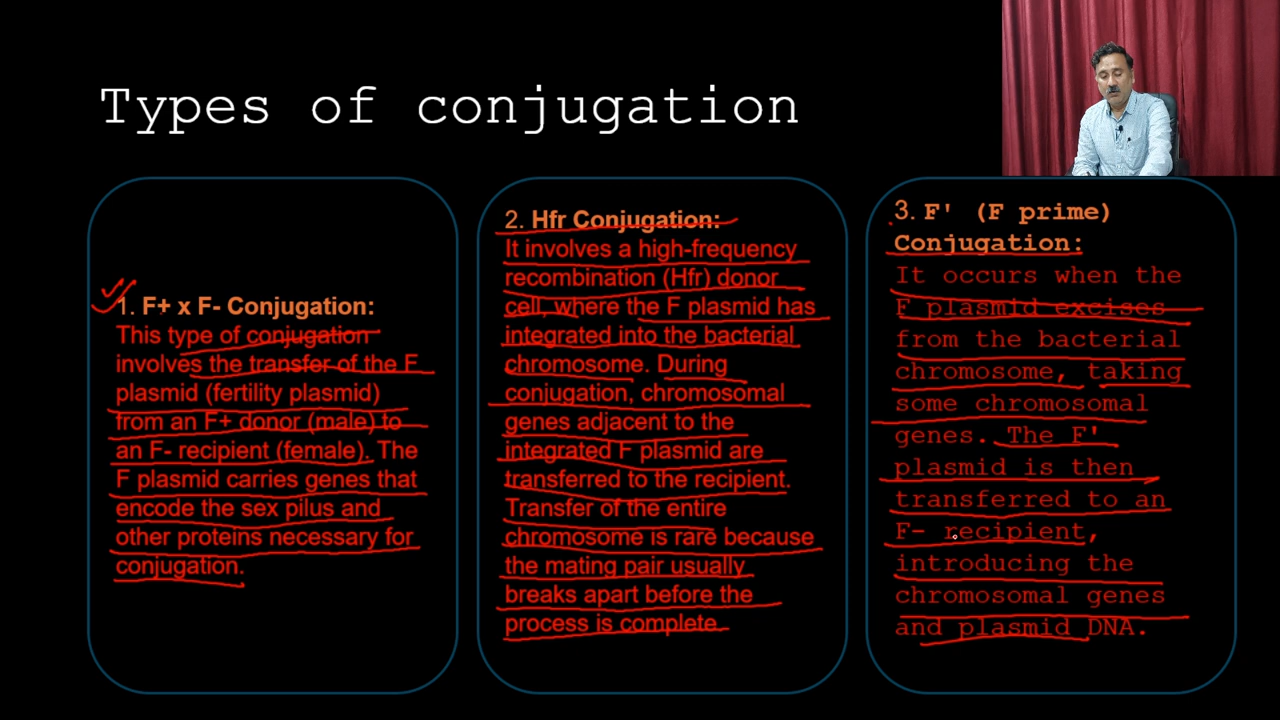 Types of conjugation
1. F+ x F- Conjugation:
This type of conjugation
involves the transfer of the F
plasmid (fertility plasmid)
from an F+ donor (male) to
an F- recipient (female). The
F plasmid carries genes that
encode the sex pilus and
other proteins necessary for
conjugation.
2. Hfr Conjugation:
It involves a high-frequency
recombination (Hfr) donor
cell, where the F plasmid has
integrated into the bacterial
chromosome. During
conjugation, chromosomal
genes adjacent to the
integrated F plasmid are
transferred to the recipient.
Transfer of the entire
chromosome is rare because
the mating pair usually
breaks apart before the
process is complete.
3. F' (F prime)
Conjugation:
It occurs when the
F plasmid excises
from the bacterial
chromosome, taking
some chromosomal
genes. The F'
plasmid is then
transferred to an
F- recipient,
introducing the
chromosomal genes
and plasmid DNA.